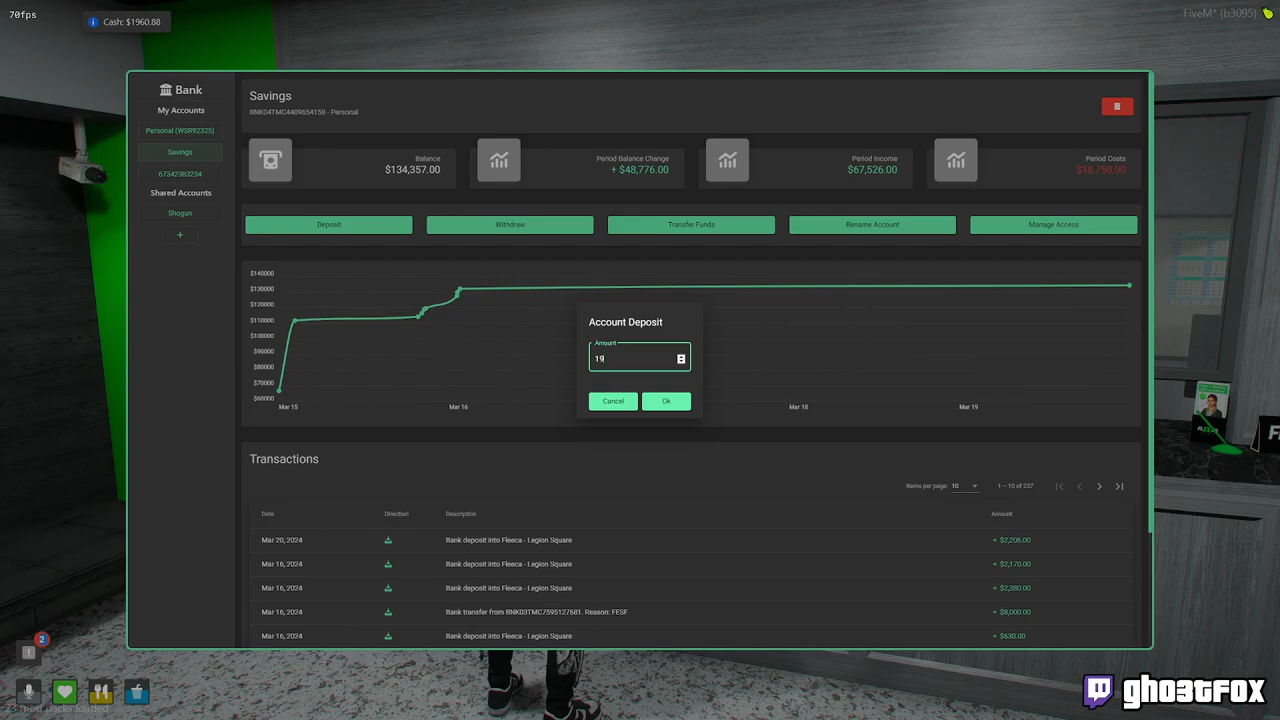 70fps
Cash: $1960.88
FiveM* (b3095)
Bank
My Accounts
Personal (WSR92325)
Savings
67342383234
Shared Accounts
Shogun
+
Savings
BNK04TMC4409654158 - Personal
Balance
$134,357.00
Period Balance Change
+ $48,776.00
Period Income
$67,526.00
Period Costs
$18,750.00
Deposit
Withdraw
Transfer Funds
Rename Account
Manage Access
$140000
$130000
$120000
$110000
$100000
$90000
$80000
$70000
$60000
Mar 15
Mar 16
Mar 18
Mar 19
Account Deposit
Amount
19
Cancel
Ok
Transactions
Items per page: 10
1 – 10 of 237
Date Direction Description Amount
Mar 20, 2024 Bank deposit into Fleeca - Legion Square + $2,206.00
Mar 16, 2024 Bank deposit into Fleeca - Legion Square + $2,170.00
Mar 16, 2024 Bank deposit into Fleeca - Legion Square + $2,380.00
Mar 16, 2024 Bank transfer from BNK03TMC7595127681. Reason: FESF + $8,000.00
Mar 16, 2024 Bank deposit into Fleeca - Legion Square + $630.00
2
gho3tfox